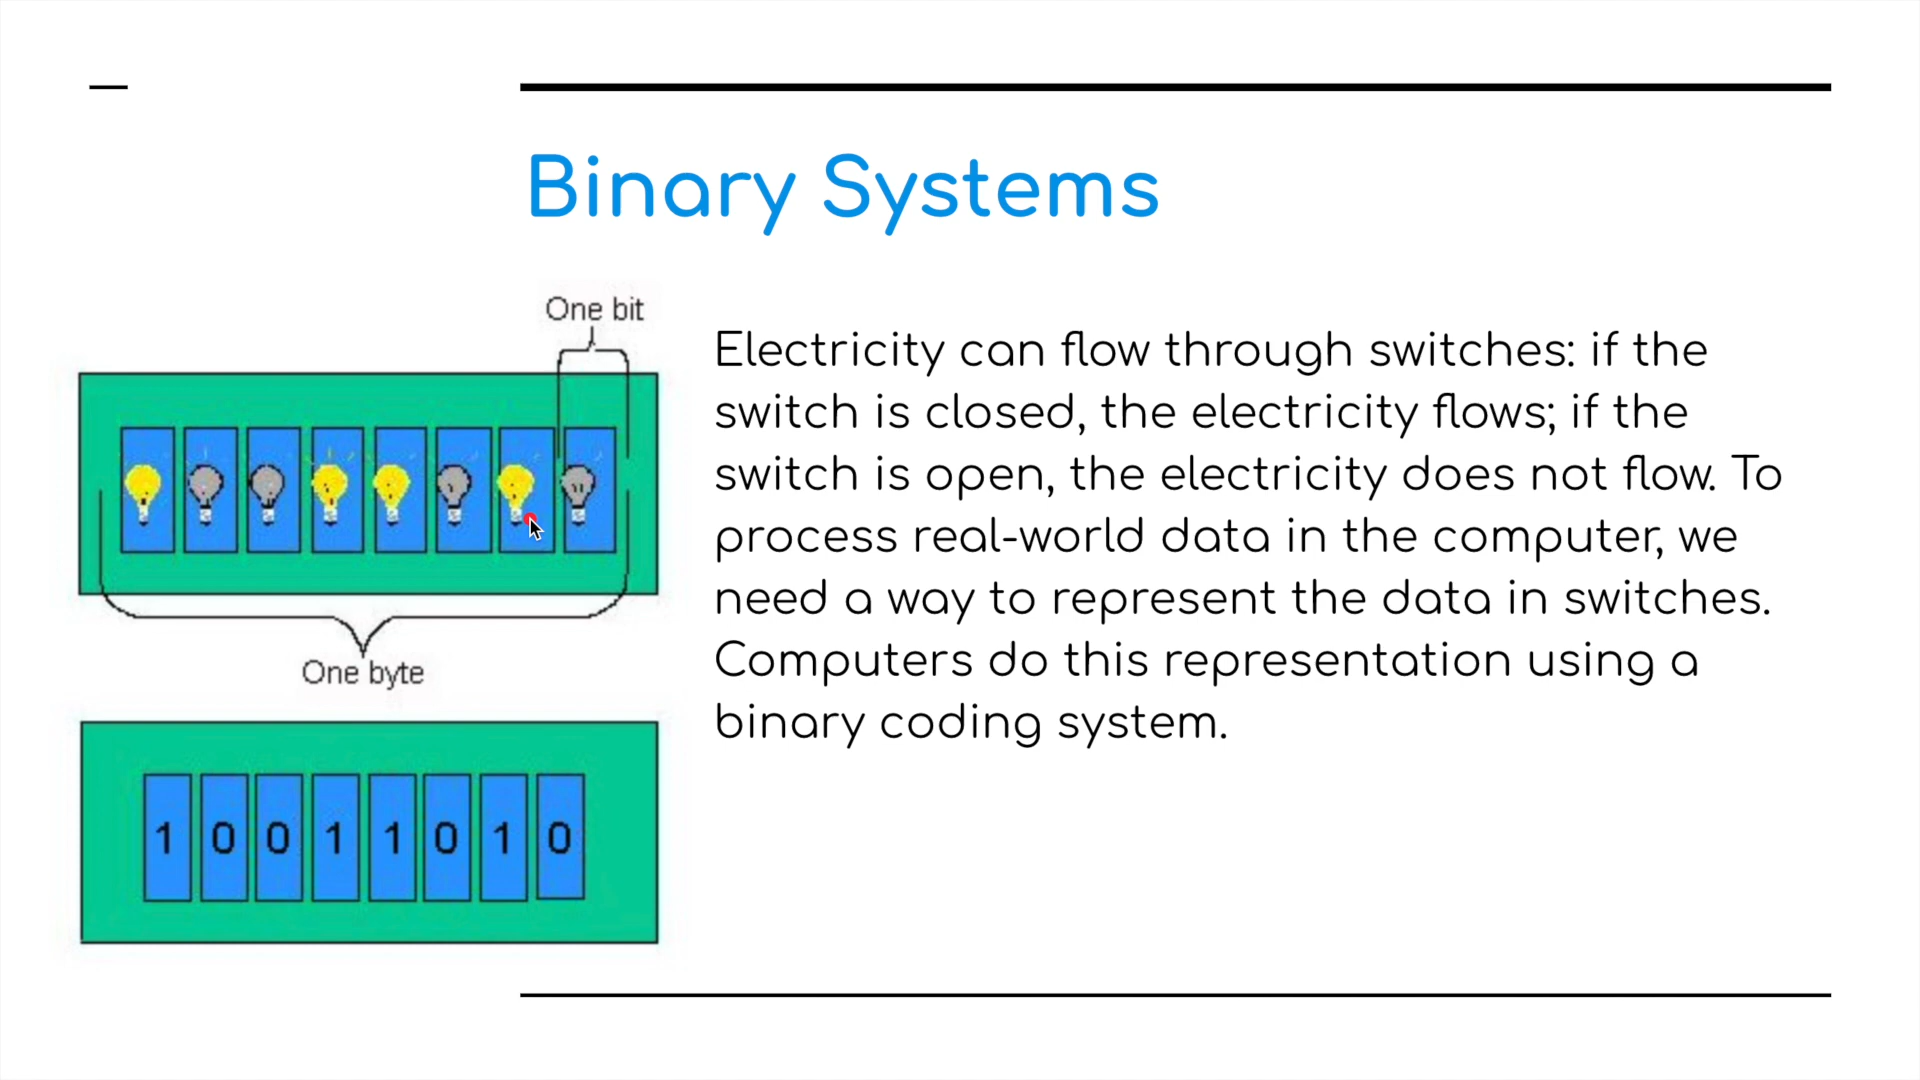 Binary Systems
One bit
One byte
1 0 0 1 1 0 1 0
Electricity can flow through switches: if the
switch is closed, the electricity flows; if the
switch is open, the electricity does not flow. To
process real-world data in the computer, we
need a way to represent the data in switches.
Computers do this representation using a
binary coding system.